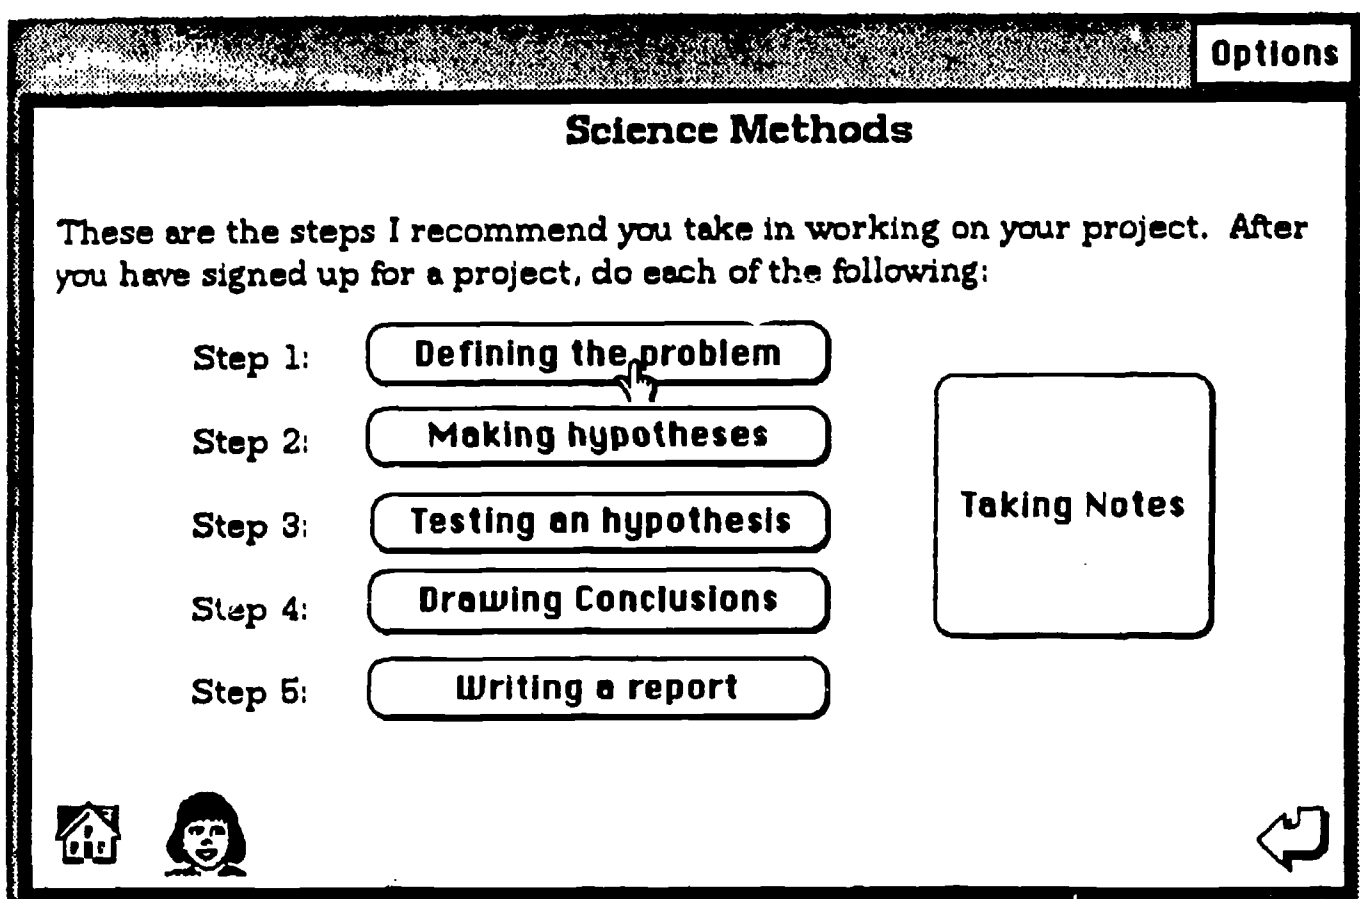 Options
Science Methods
These are the steps I recommend you take in working on your project. After
you have signed up for a project, do each of the following:
Step 1: Defining the problem
Step 2: Making hypotheses
Step 3: Testing an hypothesis
Step 4: Drawing Conclusions
Step 5: Writing a report
Taking Notes